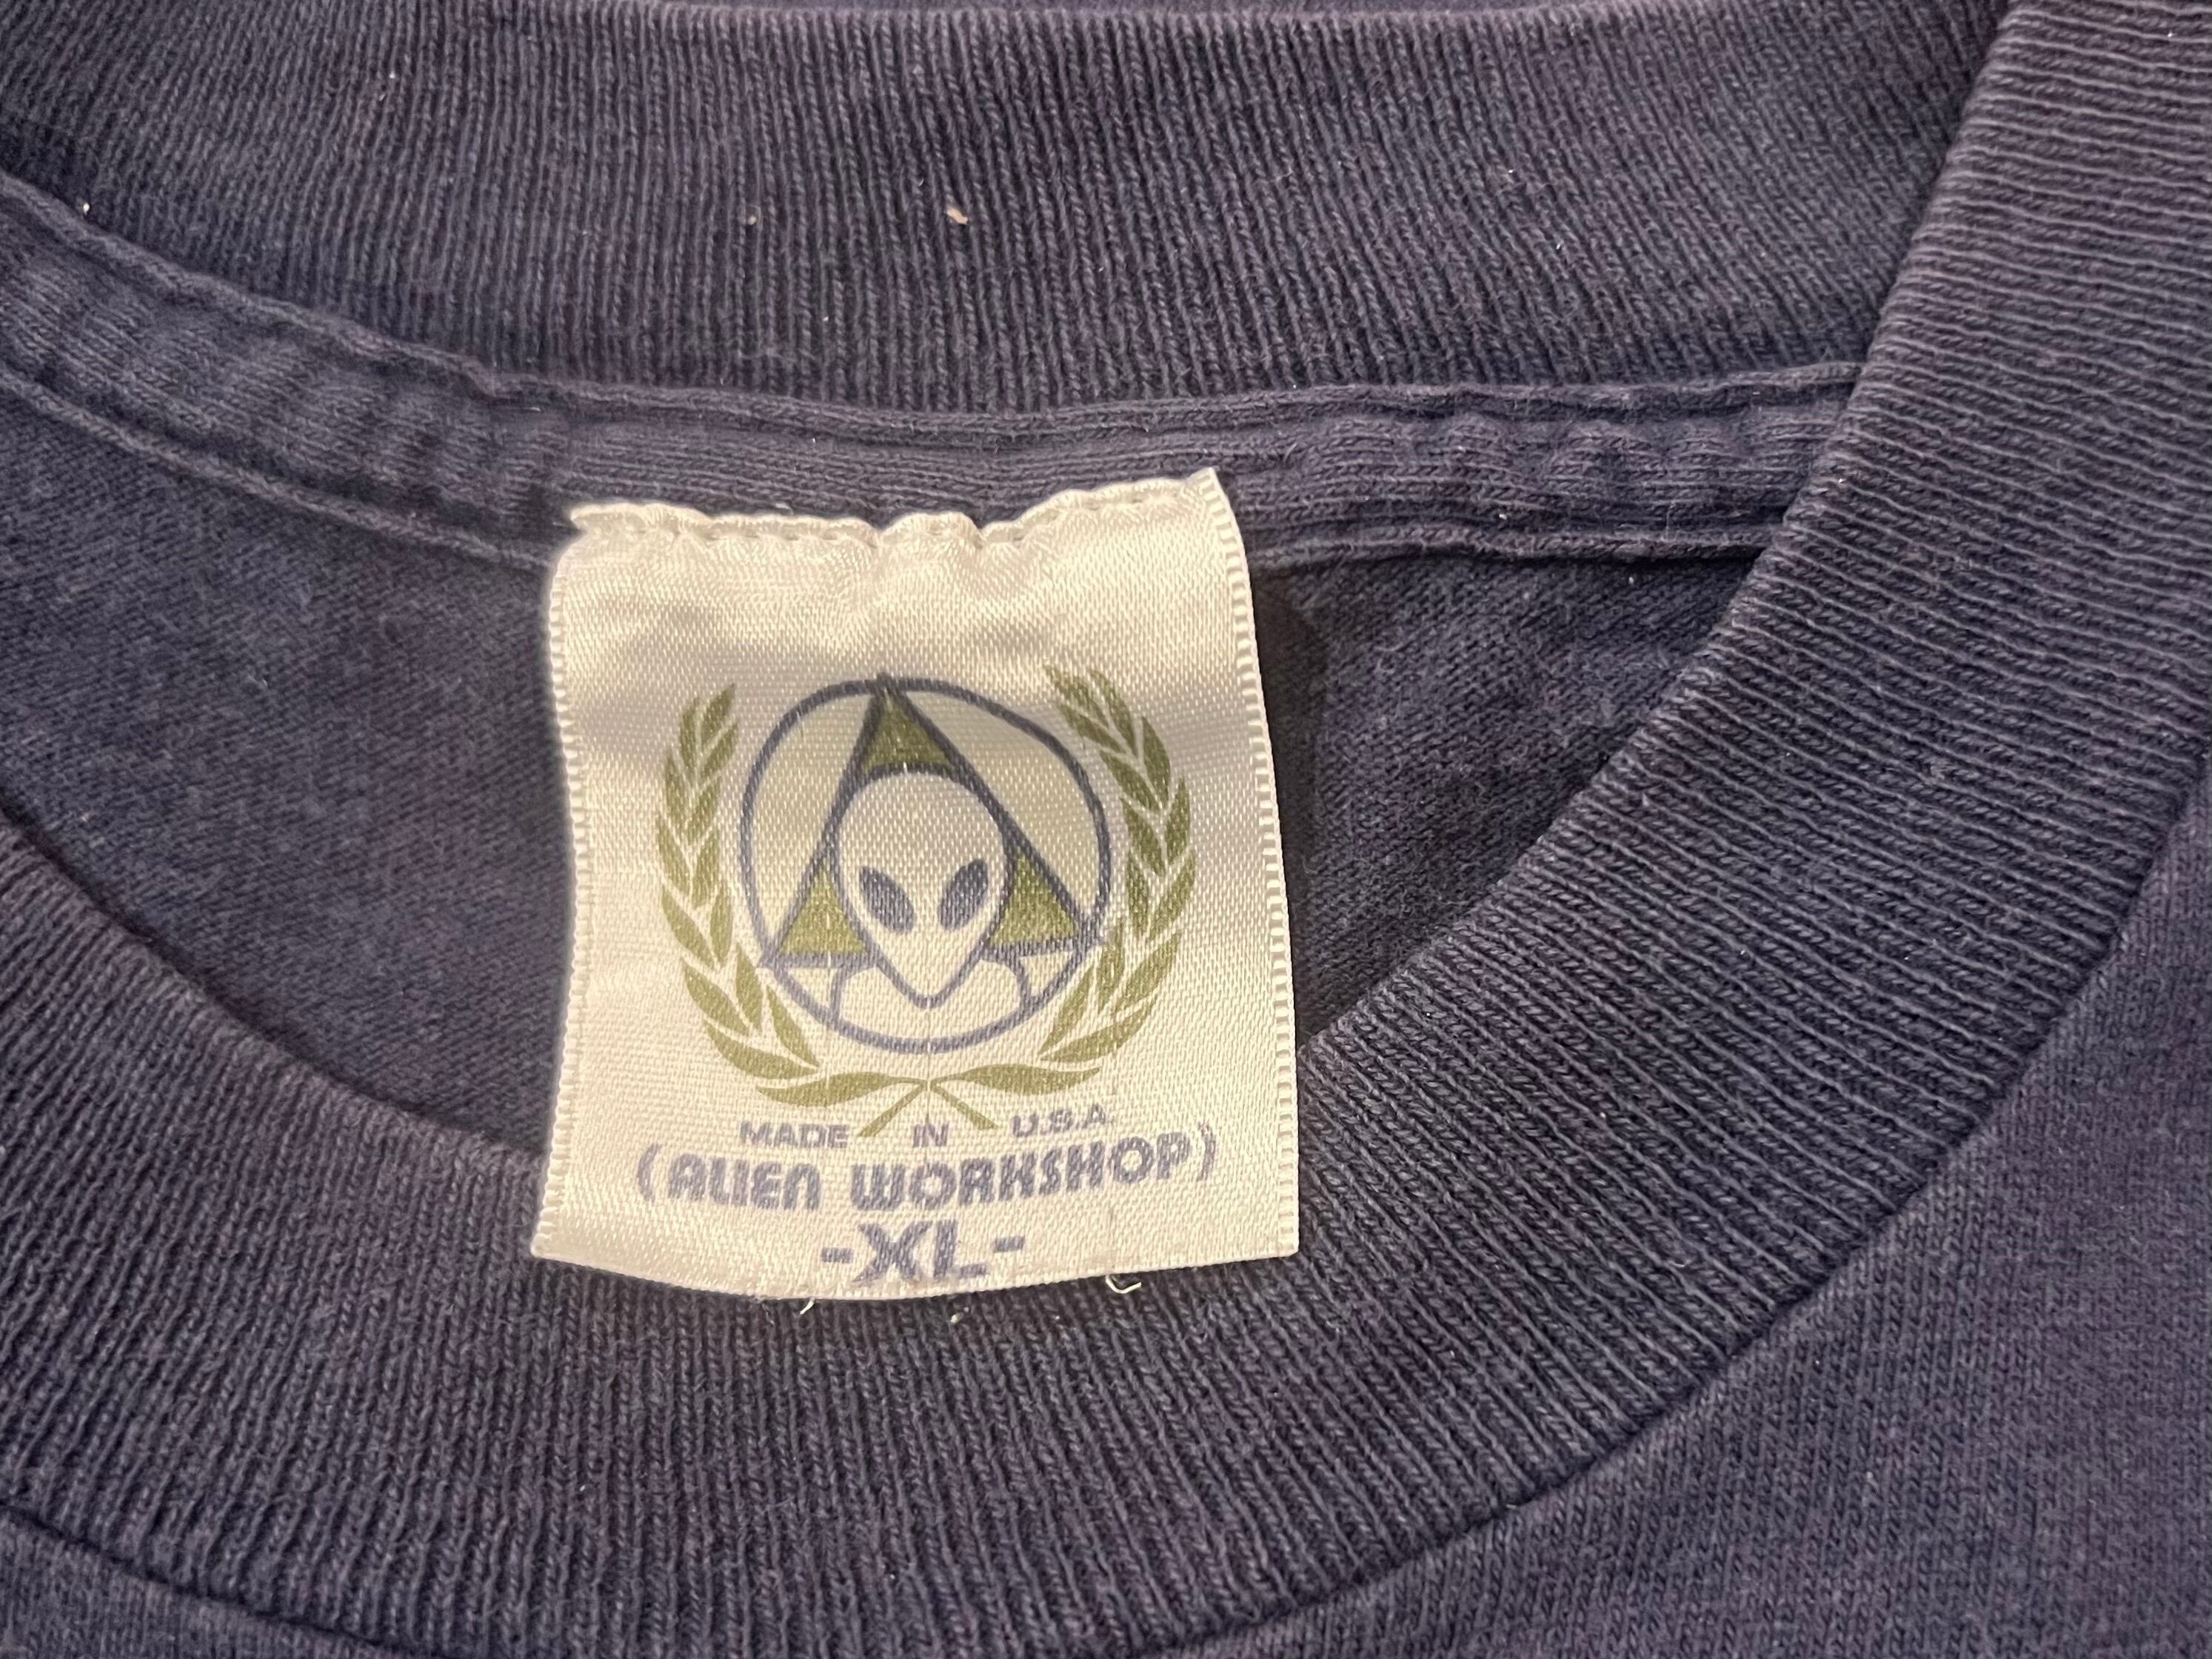 MADE IN U.S.A.
(ALIEN WORKSHOP)
-XL-